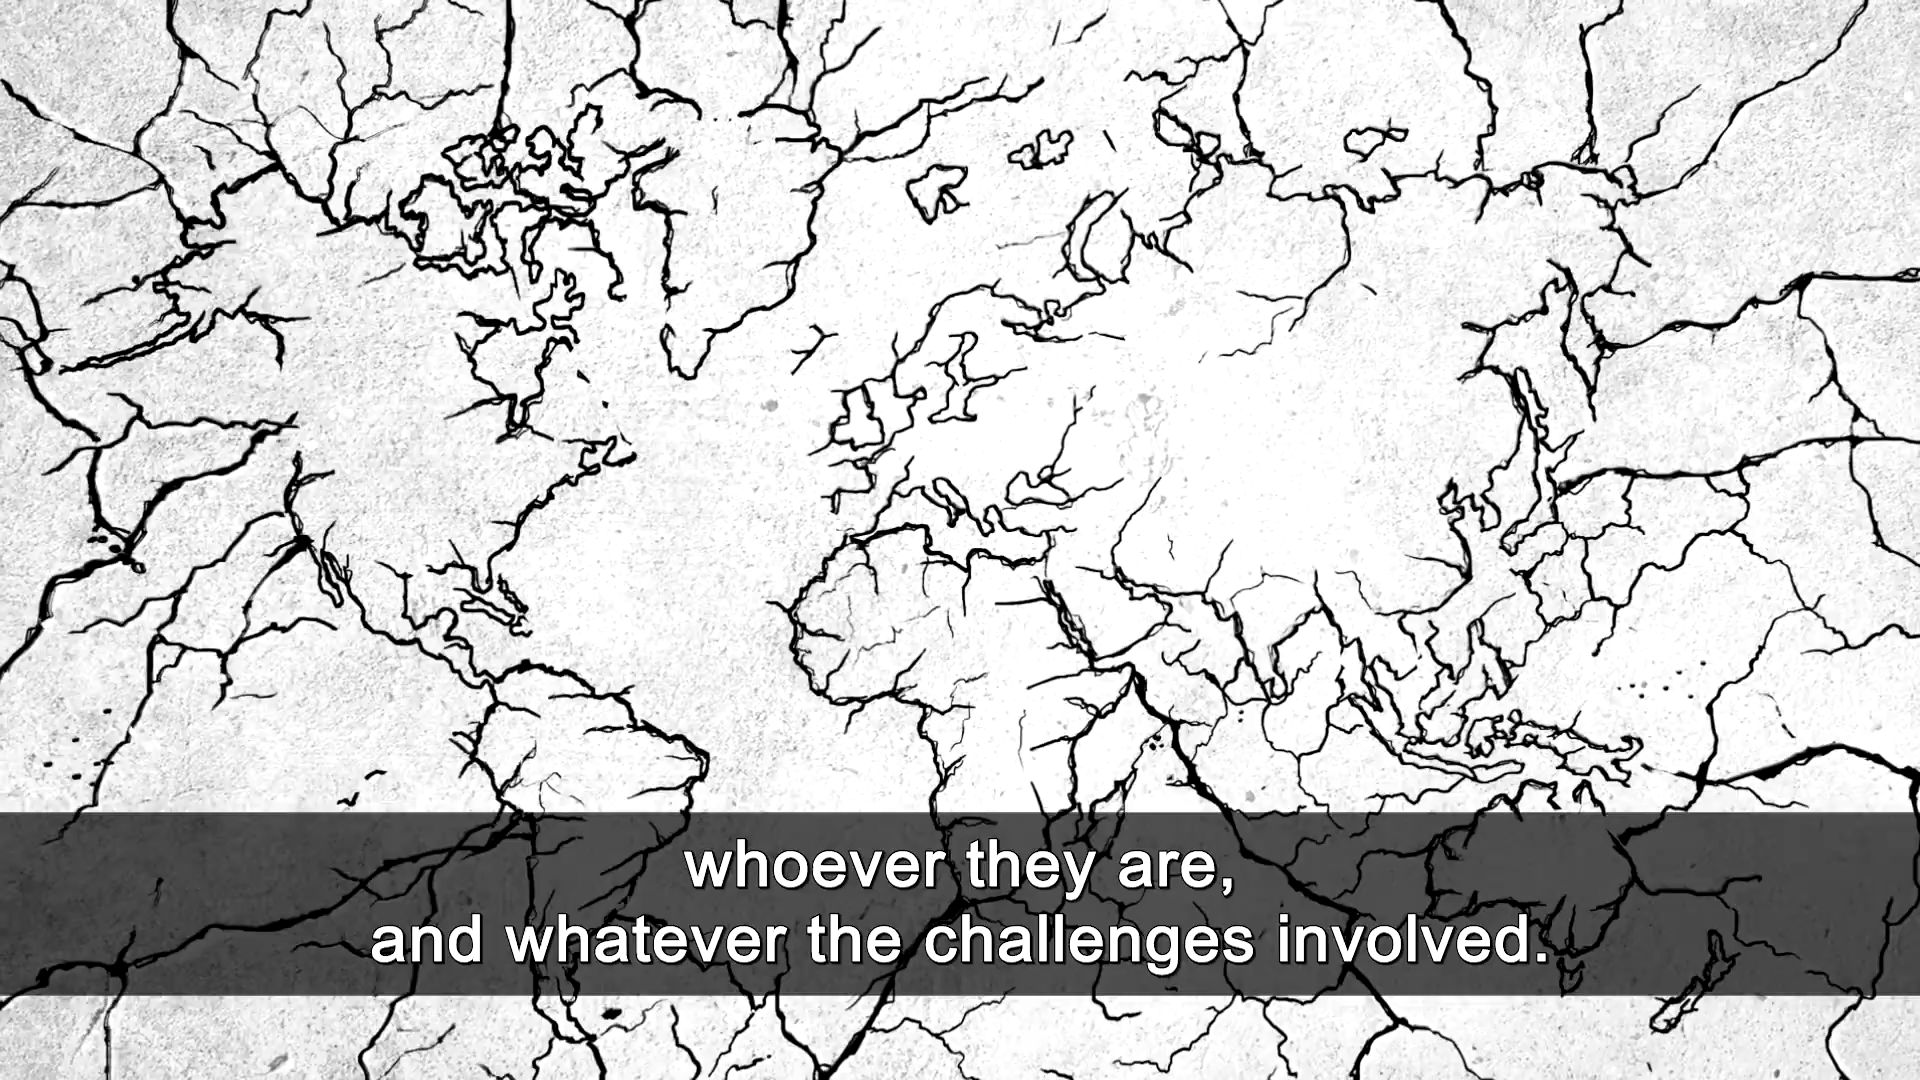 whoever they are,
and whatever the challenges involved.